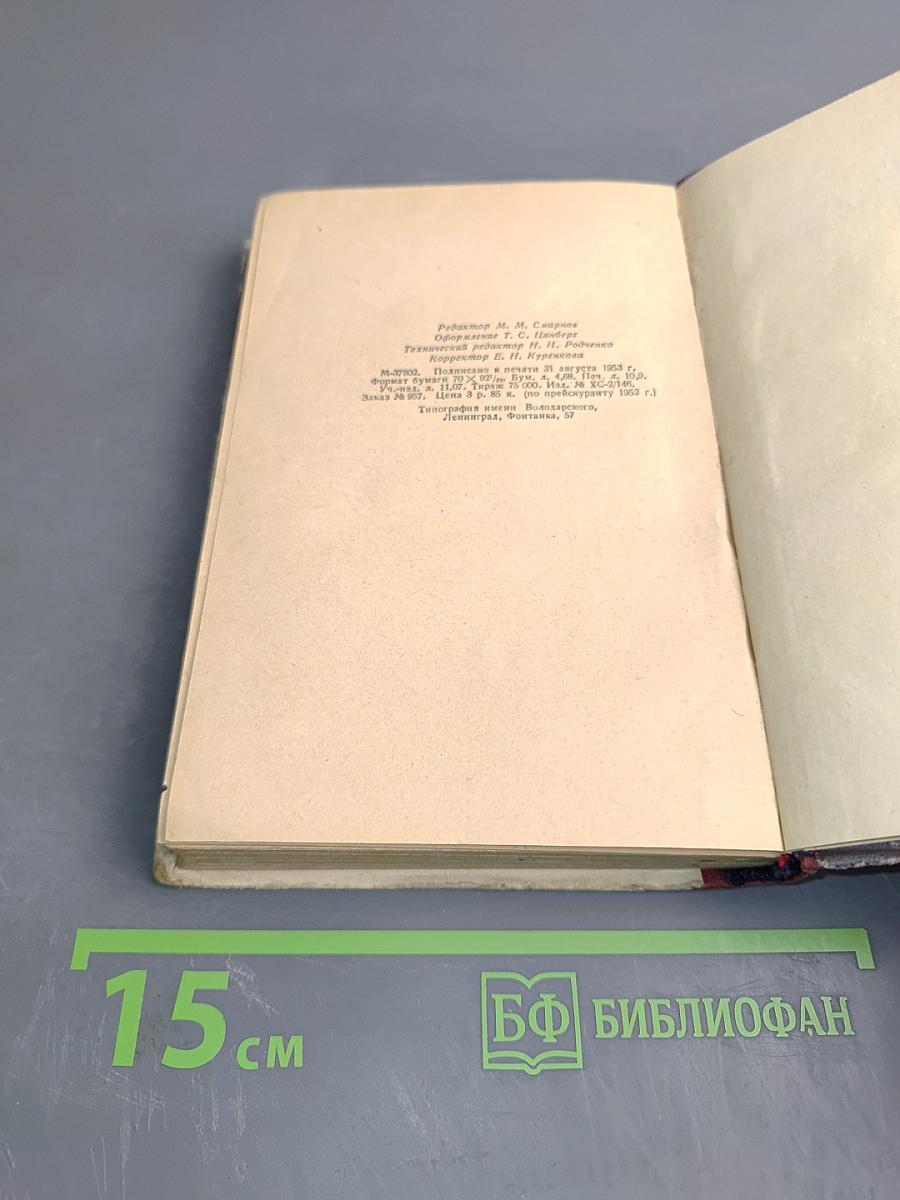 Редактор М. М. Смирнов
Оформление Т. С. Цинберг
Технический редактор Н. И. Родченко
Корректор Е. Н. Куренкова
М-37802. Подписано к печати 31 августа 1953 г.
Формат бумаги 70 × 92¹/₃₂. Бум. л. 4,68. Печ. л. 10,9.
Уч.-изд. л. 11,07. Тираж 75 000. Изд. № ХС-2/146.
Заказ № 957. Цена 3 р. 85 к. (по прейскуранту 1952 г.)
Типография имени Володарского,
Ленинград, Фонтанка, 57
15 см
БФ БИБЛИОФАН